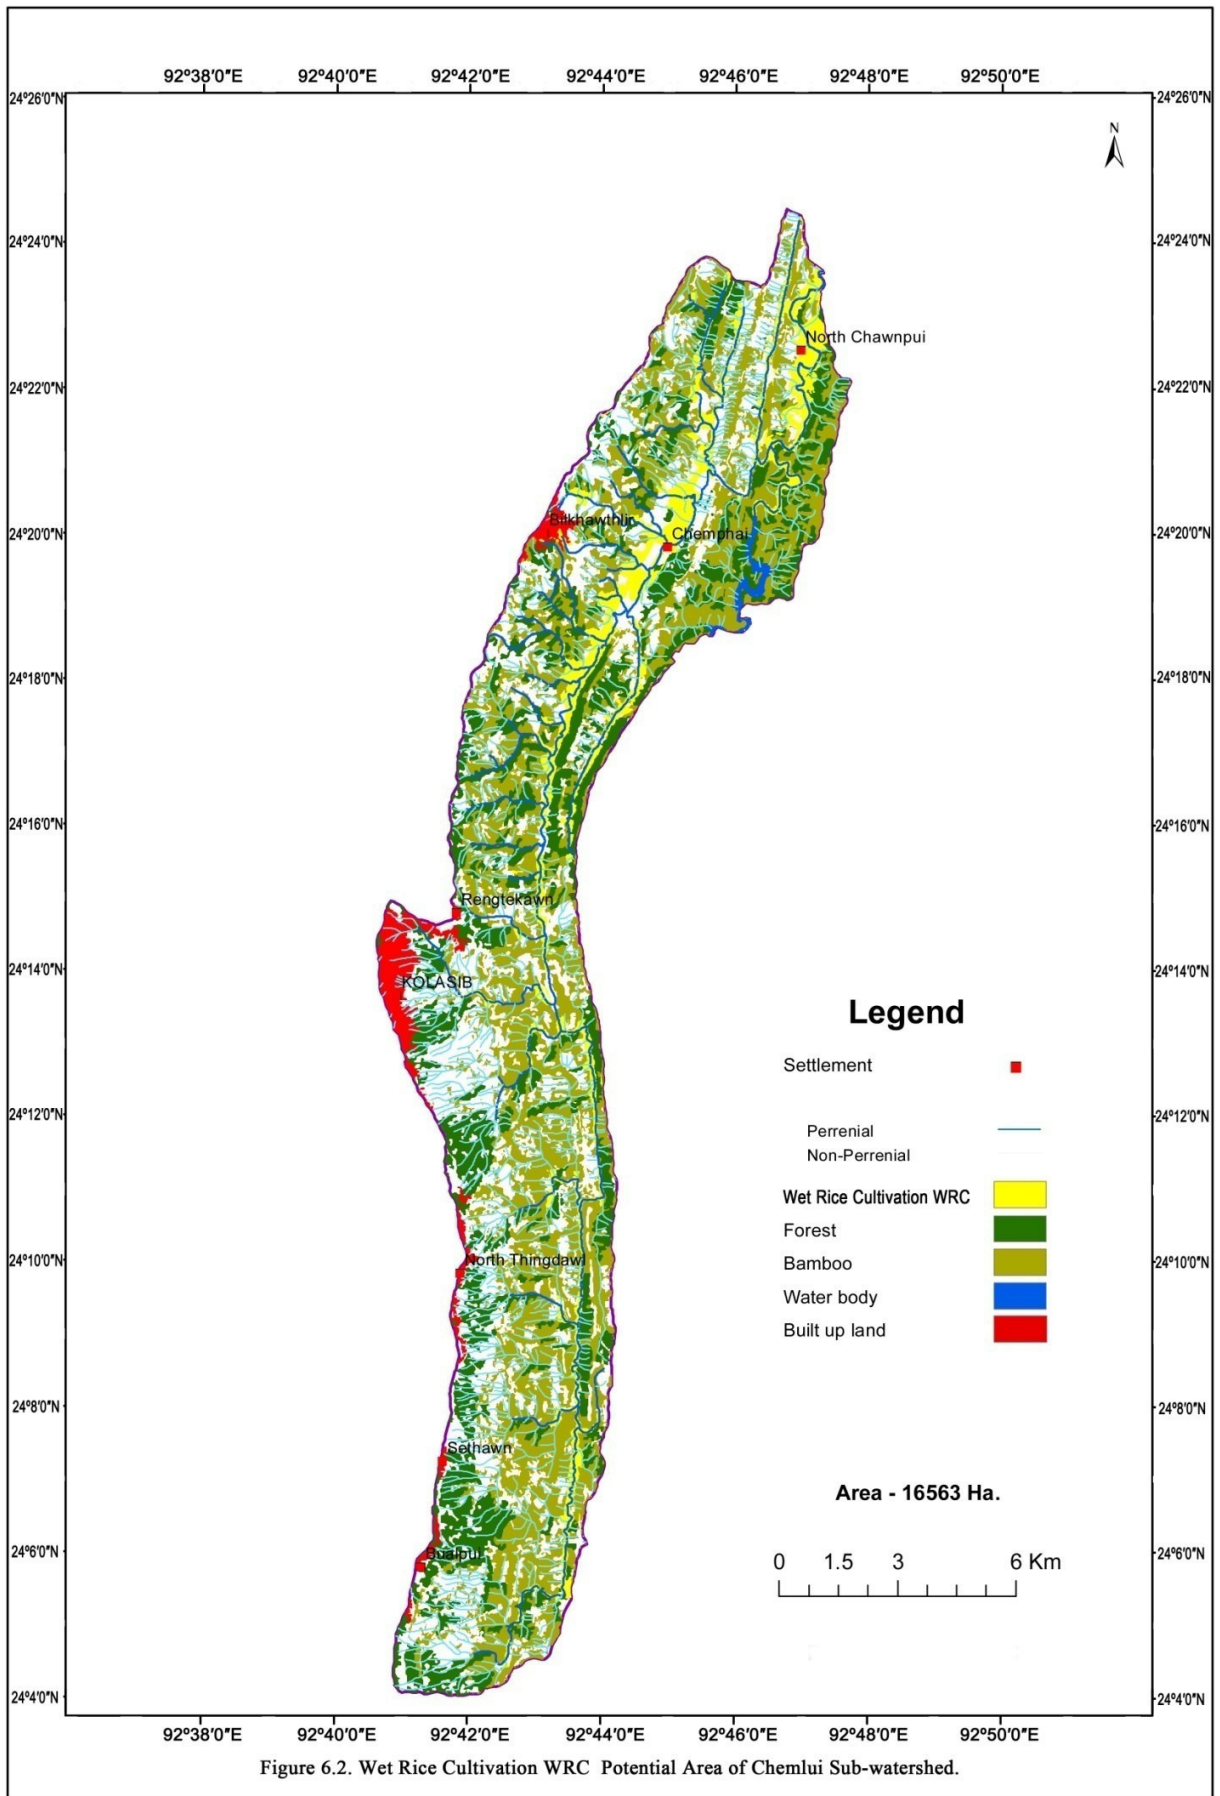 92°38'0"E 92°40'0"E 92°42'0"E 92°44'0"E 92°46'0"E 92°48'0"E 92°50'0"E
24°26'0"N 24°26'0"N
N
24°24'0"N 24°24'0"N
North Chawnpui
24°22'0"N 24°22'0"N
Bilkhawthlir
24°20'0"N Chemphai 24°20'0"N
24°18'0"N 24°18'0"N
24°16'0"N 24°16'0"N
Rengtekawn
24°14'0"N 24°14'0"N
KOLASIB
Legend
Settlement
24°12'0"N 24°12'0"N
Perrenial
Non-Perrenial
Wet Rice Cultivation WRC
Forest
24°10'0"N North Thingdawl 24°10'0"N
Bamboo
Water body
Built up land
24°8'0"N 24°8'0"N
Sethawn
Area - 16563 Ha.
24°6'0"N 24°6'0"N
Bualpui
0 1.5 3 6 Km
24°4'0"N 24°4'0"N
92°38'0"E 92°40'0"E 92°42'0"E 92°44'0"E 92°46'0"E 92°48'0"E 92°50'0"E
Figure 6.2. Wet Rice Cultivation WRC Potential Area of Chemlui Sub-watershed.